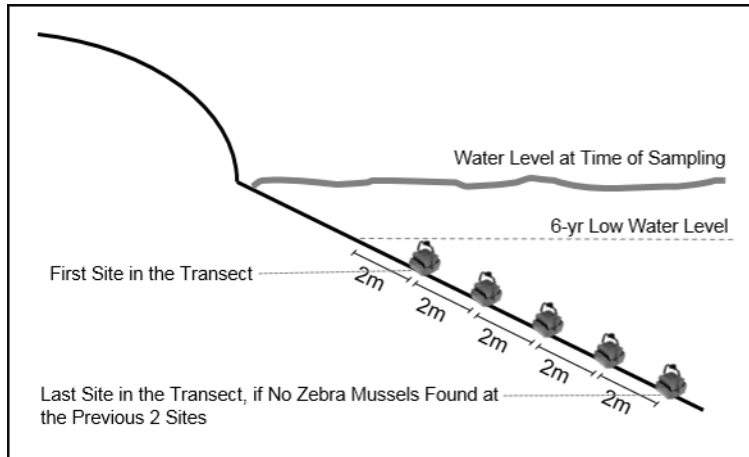 Water Level at Time of Sampling
6-yr Low Water Level
First Site in the Transect
2m
2m
2m
2m
2m
Last Site in the Transect, if No Zebra Mussels Found at
the Previous 2 Sites